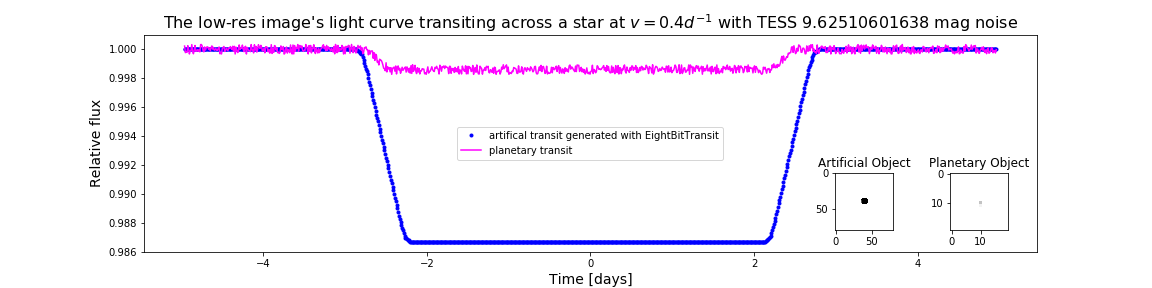 The low-res image's light curve transiting across a star at v = 0.4d⁻¹ with TESS 9.62510601638 mag noise
Relative flux
1.000
0.998
0.996
0.994
0.992
0.990
0.988
0.986
artifical transit generated with EightBitTransit
planetary transit
Artificial Object
0
50
0 50
Planetary Object
0
10
0 10
−4 −2 0 2 4
Time [days]